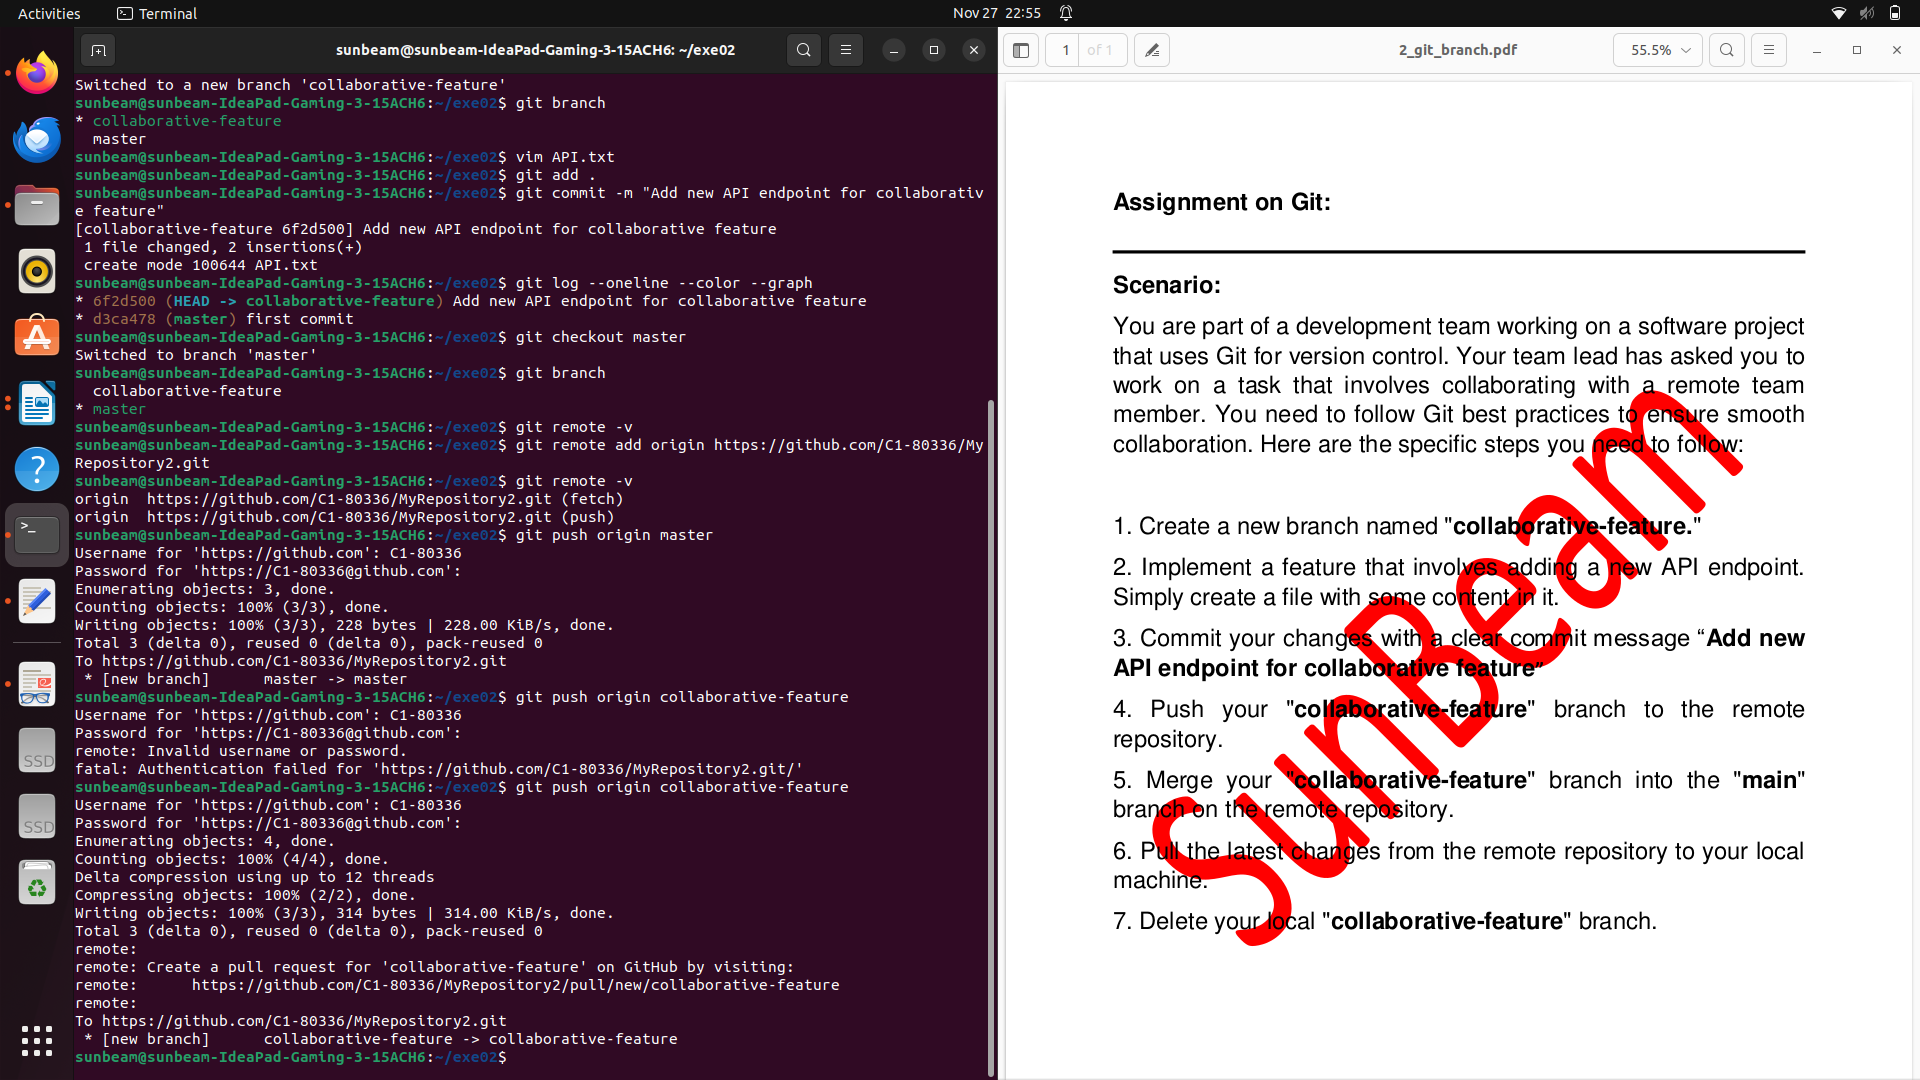 Activities
Terminal
Nov 27 22:55
sunbeam@sunbeam-IdeaPad-Gaming-3-15ACH6: ~/exe02
Switched to a new branch 'collaborative-feature'
sunbeam@sunbeam-IdeaPad-Gaming-3-15ACH6:~/exe02$ git branch
* collaborative-feature
  master
sunbeam@sunbeam-IdeaPad-Gaming-3-15ACH6:~/exe02$ vim API.txt
sunbeam@sunbeam-IdeaPad-Gaming-3-15ACH6:~/exe02$ git add .
sunbeam@sunbeam-IdeaPad-Gaming-3-15ACH6:~/exe02$ git commit -m "Add new API endpoint for collaborativ
e feature"
[collaborative-feature 6f2d500] Add new API endpoint for collaborative feature
 1 file changed, 2 insertions(+)
 create mode 100644 API.txt
sunbeam@sunbeam-IdeaPad-Gaming-3-15ACH6:~/exe02$ git log --oneline --color --graph
* 6f2d500 (HEAD -> collaborative-feature) Add new API endpoint for collaborative feature
* d3ca478 (master) first commit
sunbeam@sunbeam-IdeaPad-Gaming-3-15ACH6:~/exe02$ git checkout master
Switched to branch 'master'
sunbeam@sunbeam-IdeaPad-Gaming-3-15ACH6:~/exe02$ git branch
  collaborative-feature
* master
sunbeam@sunbeam-IdeaPad-Gaming-3-15ACH6:~/exe02$ git remote -v
sunbeam@sunbeam-IdeaPad-Gaming-3-15ACH6:~/exe02$ git remote add origin https://github.com/C1-80336/My
Repository2.git
sunbeam@sunbeam-IdeaPad-Gaming-3-15ACH6:~/exe02$ git remote -v
origin  https://github.com/C1-80336/MyRepository2.git (fetch)
origin  https://github.com/C1-80336/MyRepository2.git (push)
sunbeam@sunbeam-IdeaPad-Gaming-3-15ACH6:~/exe02$ git push origin master
Username for 'https://github.com': C1-80336
Password for 'https://C1-80336@github.com':
Enumerating objects: 3, done.
Counting objects: 100% (3/3), done.
Writing objects: 100% (3/3), 228 bytes | 228.00 KiB/s, done.
Total 3 (delta 0), reused 0 (delta 0), pack-reused 0
To https://github.com/C1-80336/MyRepository2.git
 * [new branch]      master -> master
sunbeam@sunbeam-IdeaPad-Gaming-3-15ACH6:~/exe02$ git push origin collaborative-feature
Username for 'https://github.com': C1-80336
Password for 'https://C1-80336@github.com':
remote: Invalid username or password.
fatal: Authentication failed for 'https://github.com/C1-80336/MyRepository2.git/'
sunbeam@sunbeam-IdeaPad-Gaming-3-15ACH6:~/exe02$ git push origin collaborative-feature
Username for 'https://github.com': C1-80336
Password for 'https://C1-80336@github.com':
Enumerating objects: 4, done.
Counting objects: 100% (4/4), done.
Delta compression using up to 12 threads
Compressing objects: 100% (2/2), done.
Writing objects: 100% (3/3), 314 bytes | 314.00 KiB/s, done.
Total 3 (delta 0), reused 0 (delta 0), pack-reused 0
remote:
remote: Create a pull request for 'collaborative-feature' on GitHub by visiting:
remote:      https://github.com/C1-80336/MyRepository2/pull/new/collaborative-feature
remote:
To https://github.com/C1-80336/MyRepository2.git
 * [new branch]      collaborative-feature -> collaborative-feature
sunbeam@sunbeam-IdeaPad-Gaming-3-15ACH6:~/exe02$
SSD
SSD
1 of 1
2_git_branch.pdf
55.5%
Assignment on Git:
Scenario:
You are part of a development team working on a software project
that uses Git for version control. Your team lead has asked you to
work on a task that involves collaborating with a remote team
member. You need to follow Git best practices to ensure smooth
collaboration. Here are the specific steps you need to follow:
1. Create a new branch named "collaborative-feature."
2. Implement a feature that involves adding a new API endpoint.
Simply create a file with some content in it.
3. Commit your changes with a clear commit message “Add new
API endpoint for collaborative feature”
4. Push your "collaborative-feature" branch to the remote
repository.
5. Merge your "collaborative-feature" branch into the "main"
branch on the remote repository.
6. Pull the latest changes from the remote repository to your local
machine.
7. Delete your local "collaborative-feature" branch.
SunBeam